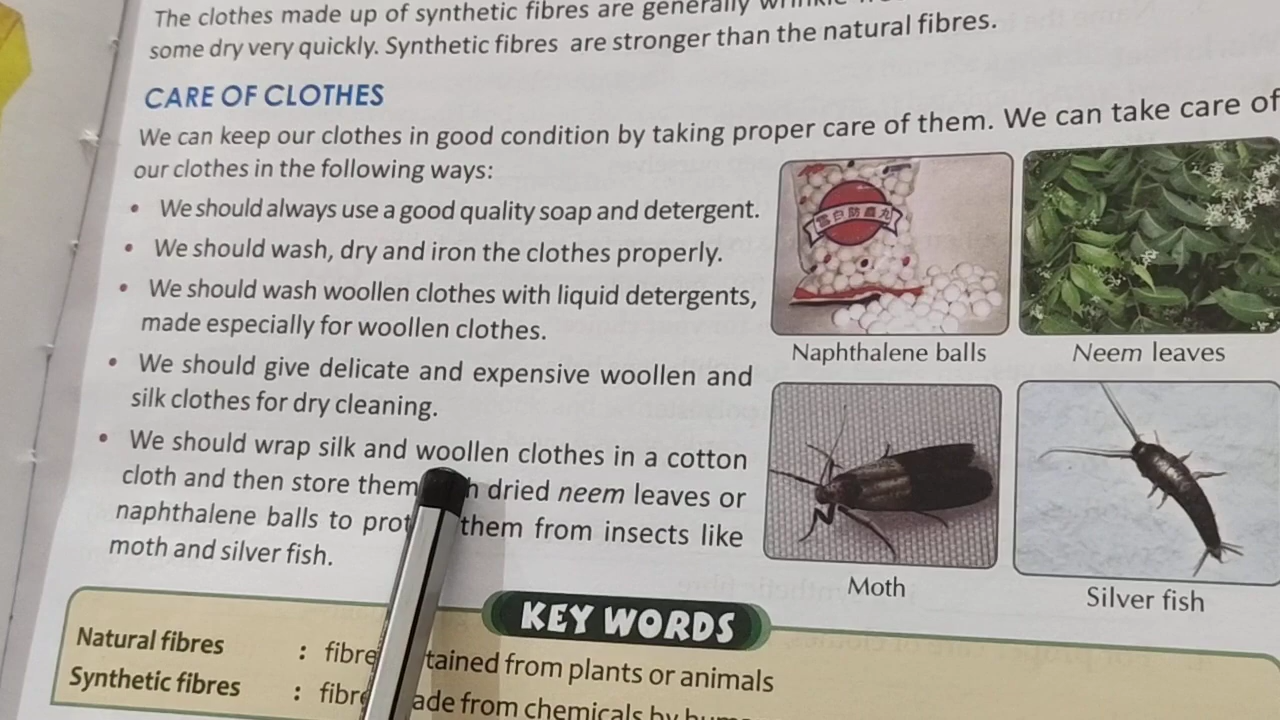 The clothes made up of synthetic fibres are generally
some dry very quickly. Synthetic fibres are stronger than the natural fibres.
CARE OF CLOTHES
We can keep our clothes in good condition by taking proper care of them. We can take care of
our clothes in the following ways:
• We should always use a good quality soap and detergent.
• We should wash, dry and iron the clothes properly.
• We should wash woollen clothes with liquid detergents,
made especially for woollen clothes.
• We should give delicate and expensive woollen and
silk clothes for dry cleaning.
• We should wrap silk and woollen clothes in a cotton
cloth and then store them dried neem leaves or
naphthalene balls to them from insects like
moth and silver fish.
雪白防蟲丸
Naphthalene balls
Neem leaves
Moth
Silver fish
KEY WORDS
Natural fibres : from plants or animals
Synthetic fibres : from chemicals by